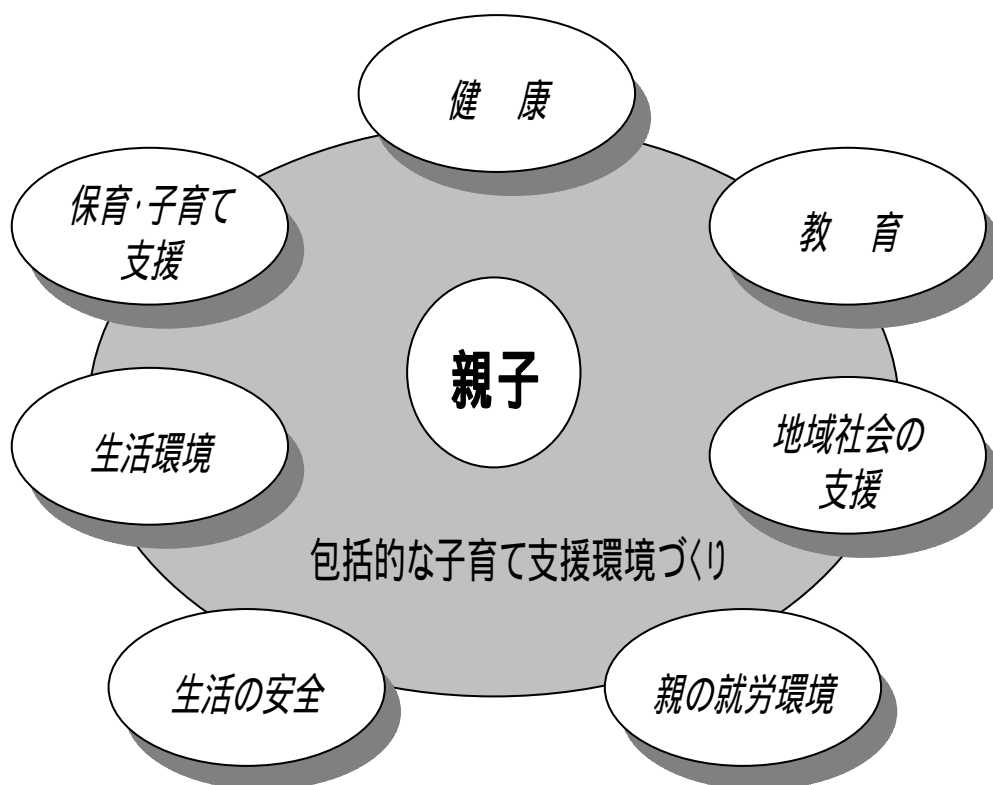 健　康
保育・子育て
支援
教　育
親子
生活環境
地域社会の
支援
包括的な子育て支援環境づくり
生活の安全
親の就労環境